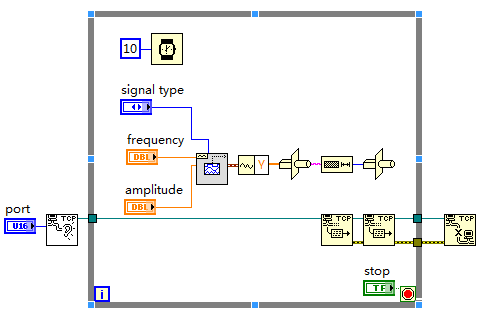 10
signal type
frequency
DBL
Y
amplitude
DBL
port
U16
TCP
TCP
TCP
TCP
stop
TF
i